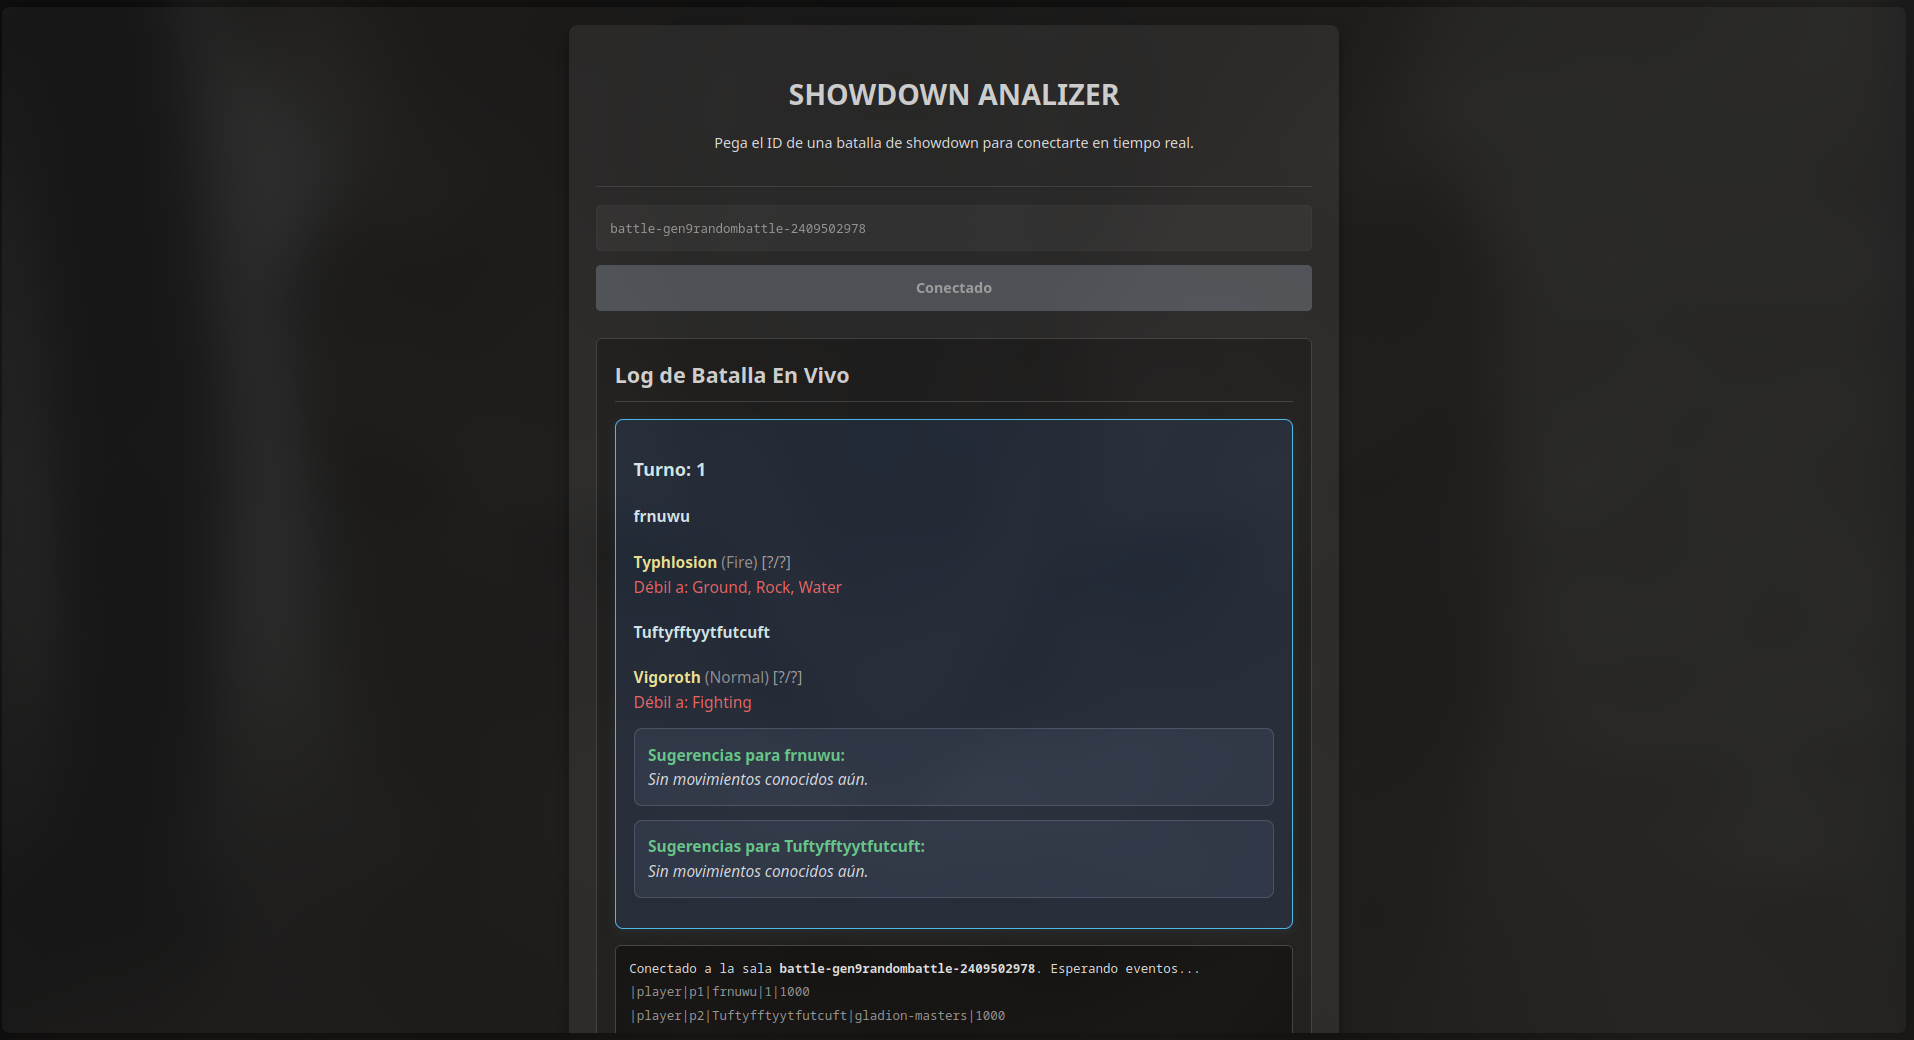 SHOWDOWN ANALIZER
Pega el ID de una batalla de showdown para conectarte en tiempo real.
battle-gen9randombattle-2409502978
Conectado
Log de Batalla En Vivo
Turno: 1
frnuwu
Typhlosion (Fire) [?/?]
Débil a: Ground, Rock, Water
Tuftyfftyytfutcuft
Vigoroth (Normal) [?/?]
Débil a: Fighting
Sugerencias para frnuwu:
Sin movimientos conocidos aún.
Sugerencias para Tuftyfftyytfutcuft:
Sin movimientos conocidos aún.
Conectado a la sala battle-gen9randombattle-2409502978. Esperando eventos...
|player|p1|frnuwu|1|1000
|player|p2|Tuftyfftyytfutcuft|gladion-masters|1000